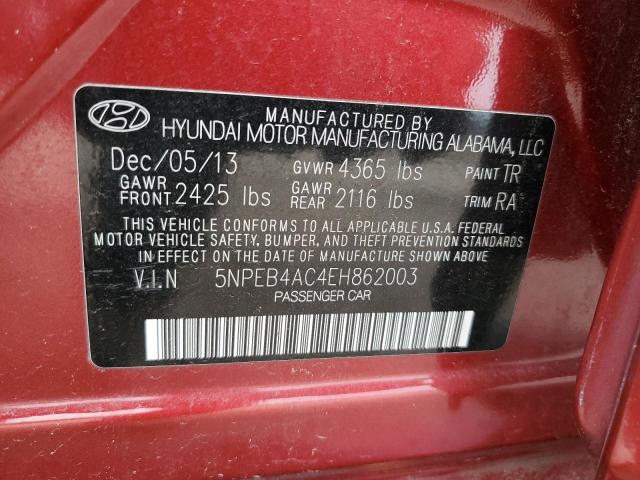 MANUFACTURED BY
HYUNDAI MOTOR MANUFACTURING ALABAMA, LLC
Dec/05/13 GVWR 4365 lbs PAINT TR
GAWR FRONT 2425 lbs GAWR REAR 2116 lbs TRIM RA
THIS VEHICLE CONFORMS TO ALL APPLICABLE U.S.A. FEDERAL
MOTOR VEHICLE SAFETY, BUMPER, AND THEFT PREVENTION STANDARDS
IN EFFECT ON THE DATE OF MANUFACTURE SHOWN ABOVE.
V.I.N 5NPEB4AC4EH862003
PASSENGER CAR